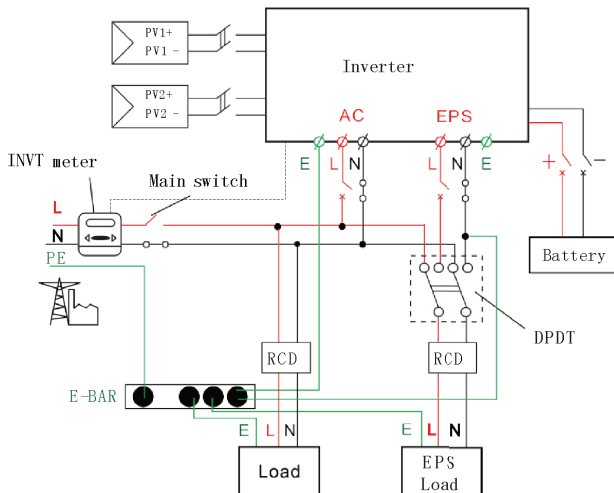 PV1+
PV1-
PV2+
PV2-
Inverter
AC
EPS
E
L
N
L
N
E
INVT meter
Main switch
L
N
PE
+
-
Battery
DPDT
RCD
RCD
E-BAR
E
L
N
E
L
N
Load
EPS
Load